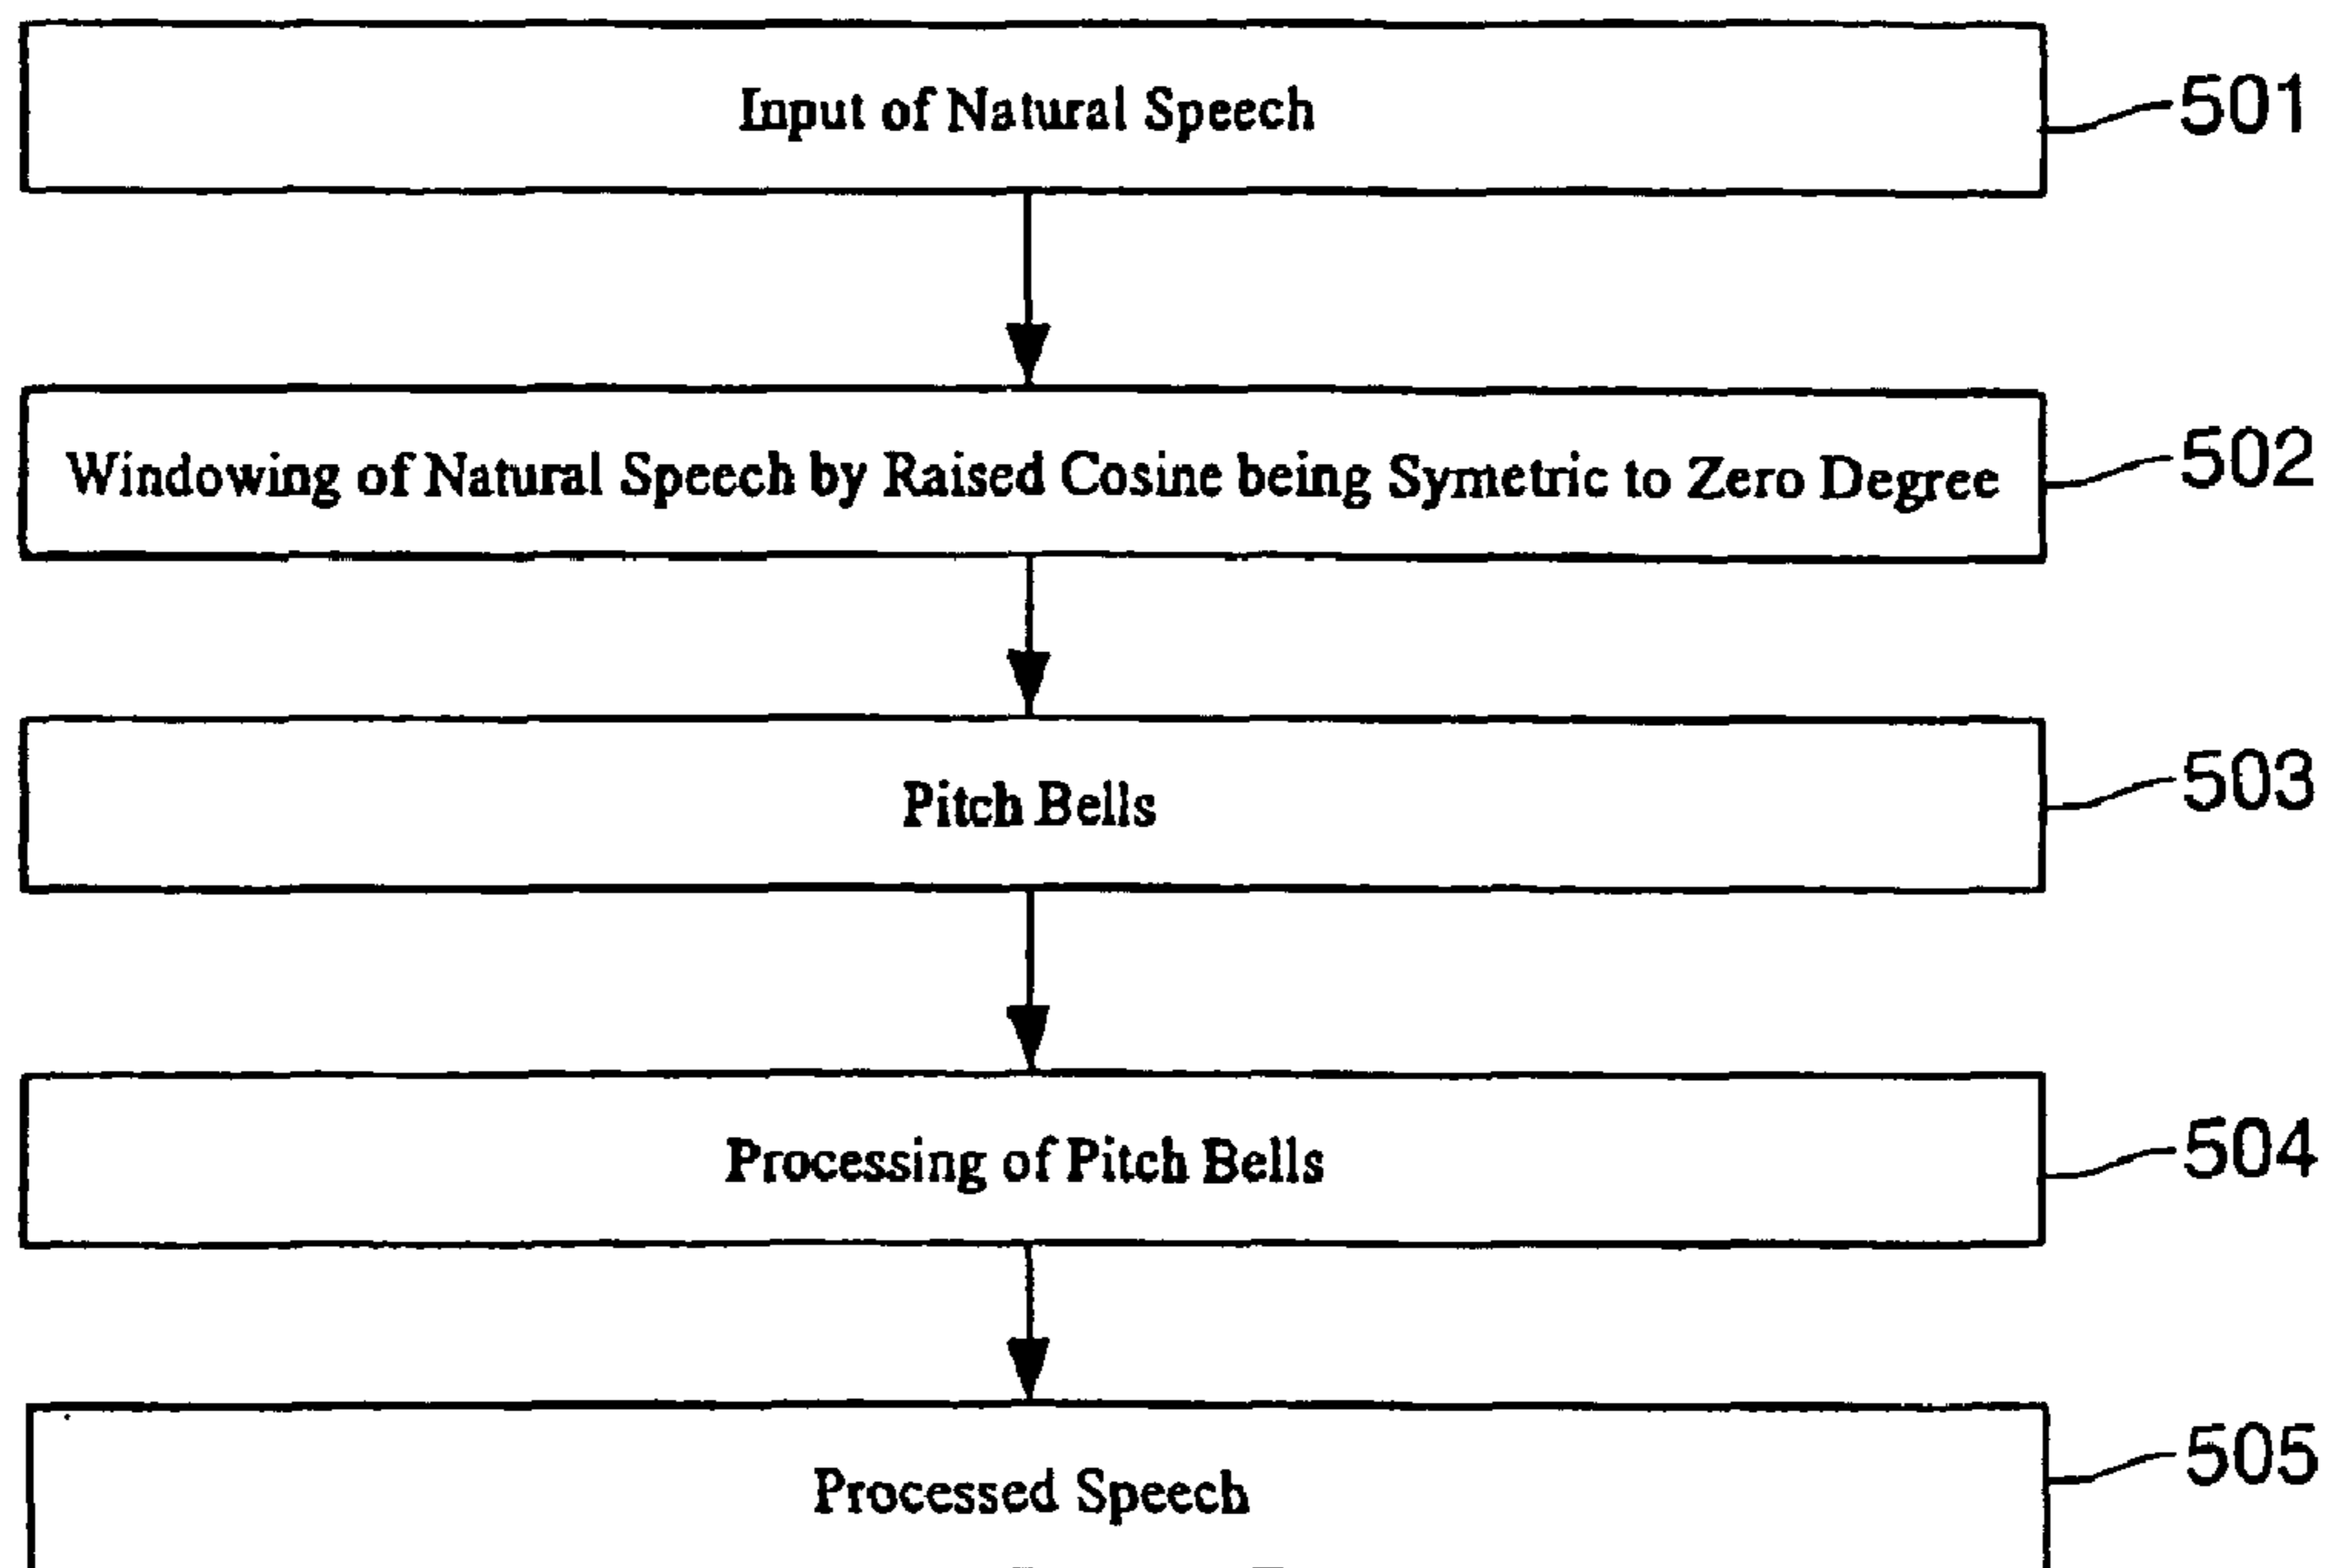 Input of Natural Speech
501
Windowing of Natural Speech by Raised Cosine being Symetric to Zero Degree
502
Pitch Bells
503
Processing of Pitch Bells
504
Processed Speech
505